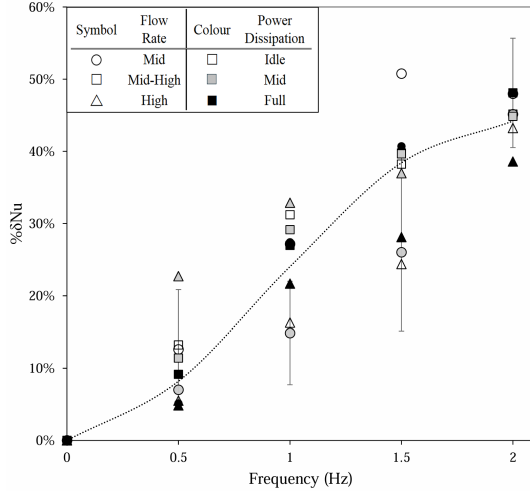 60%
50%
40%
30%
20%
10%
0%
%δNu
Symbol Flow Rate Colour Power Dissipation
Mid Idle
Mid-High Mid
High Full
0 0.5 1 1.5 2
Frequency (Hz)